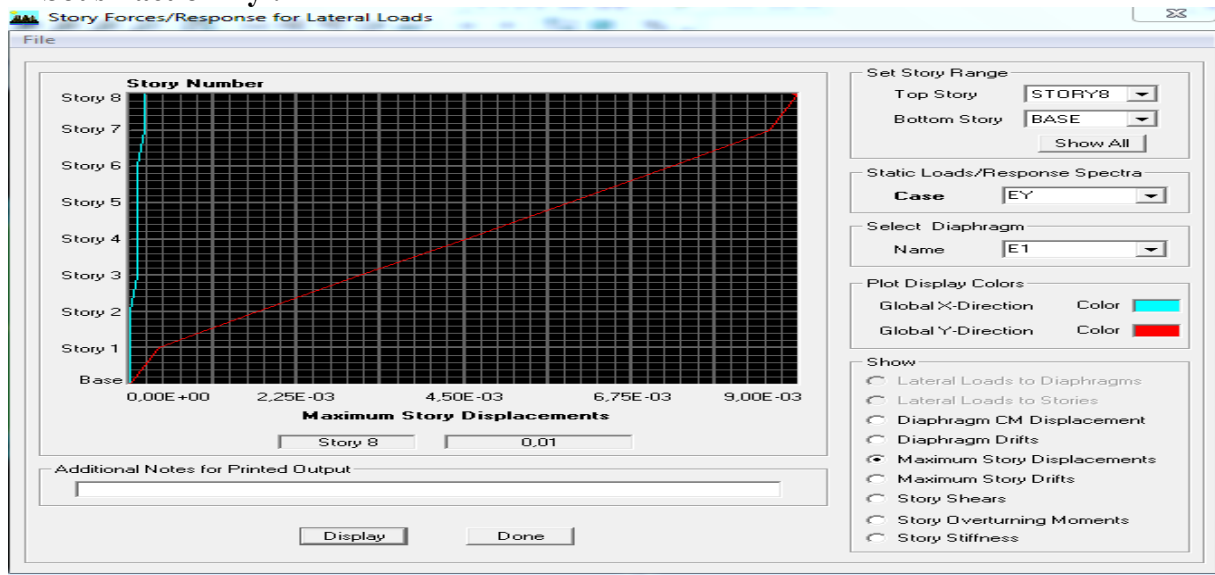 Story Forces/Response for Lateral Loads
File
Story Number
Story 8
Story 7
Story 6
Story 5
Story 4
Story 3
Story 2
Story 1
Base
0,00E+00 2,25E-03 4,50E-03 6,75E-03 9,00E-03
Maximum Story Displacements
Story 8 0,01
Additional Notes for Printed Output
Display Done
Set Story Range
Top Story STORY8
Bottom Story BASE
Show All
Static Loads/Response Spectra
Case EY
Select Diaphragm
Name E1
Plot Display Colors
Global X-Direction Color
Global Y-Direction Color
Show
Lateral Loads to Diaphragms
Lateral Loads to Stories
Diaphragm CM Displacement
Diaphragm Drifts
Maximum Story Displacements
Maximum Story Drifts
Story Shears
Story Overturning Moments
Story Stiffness